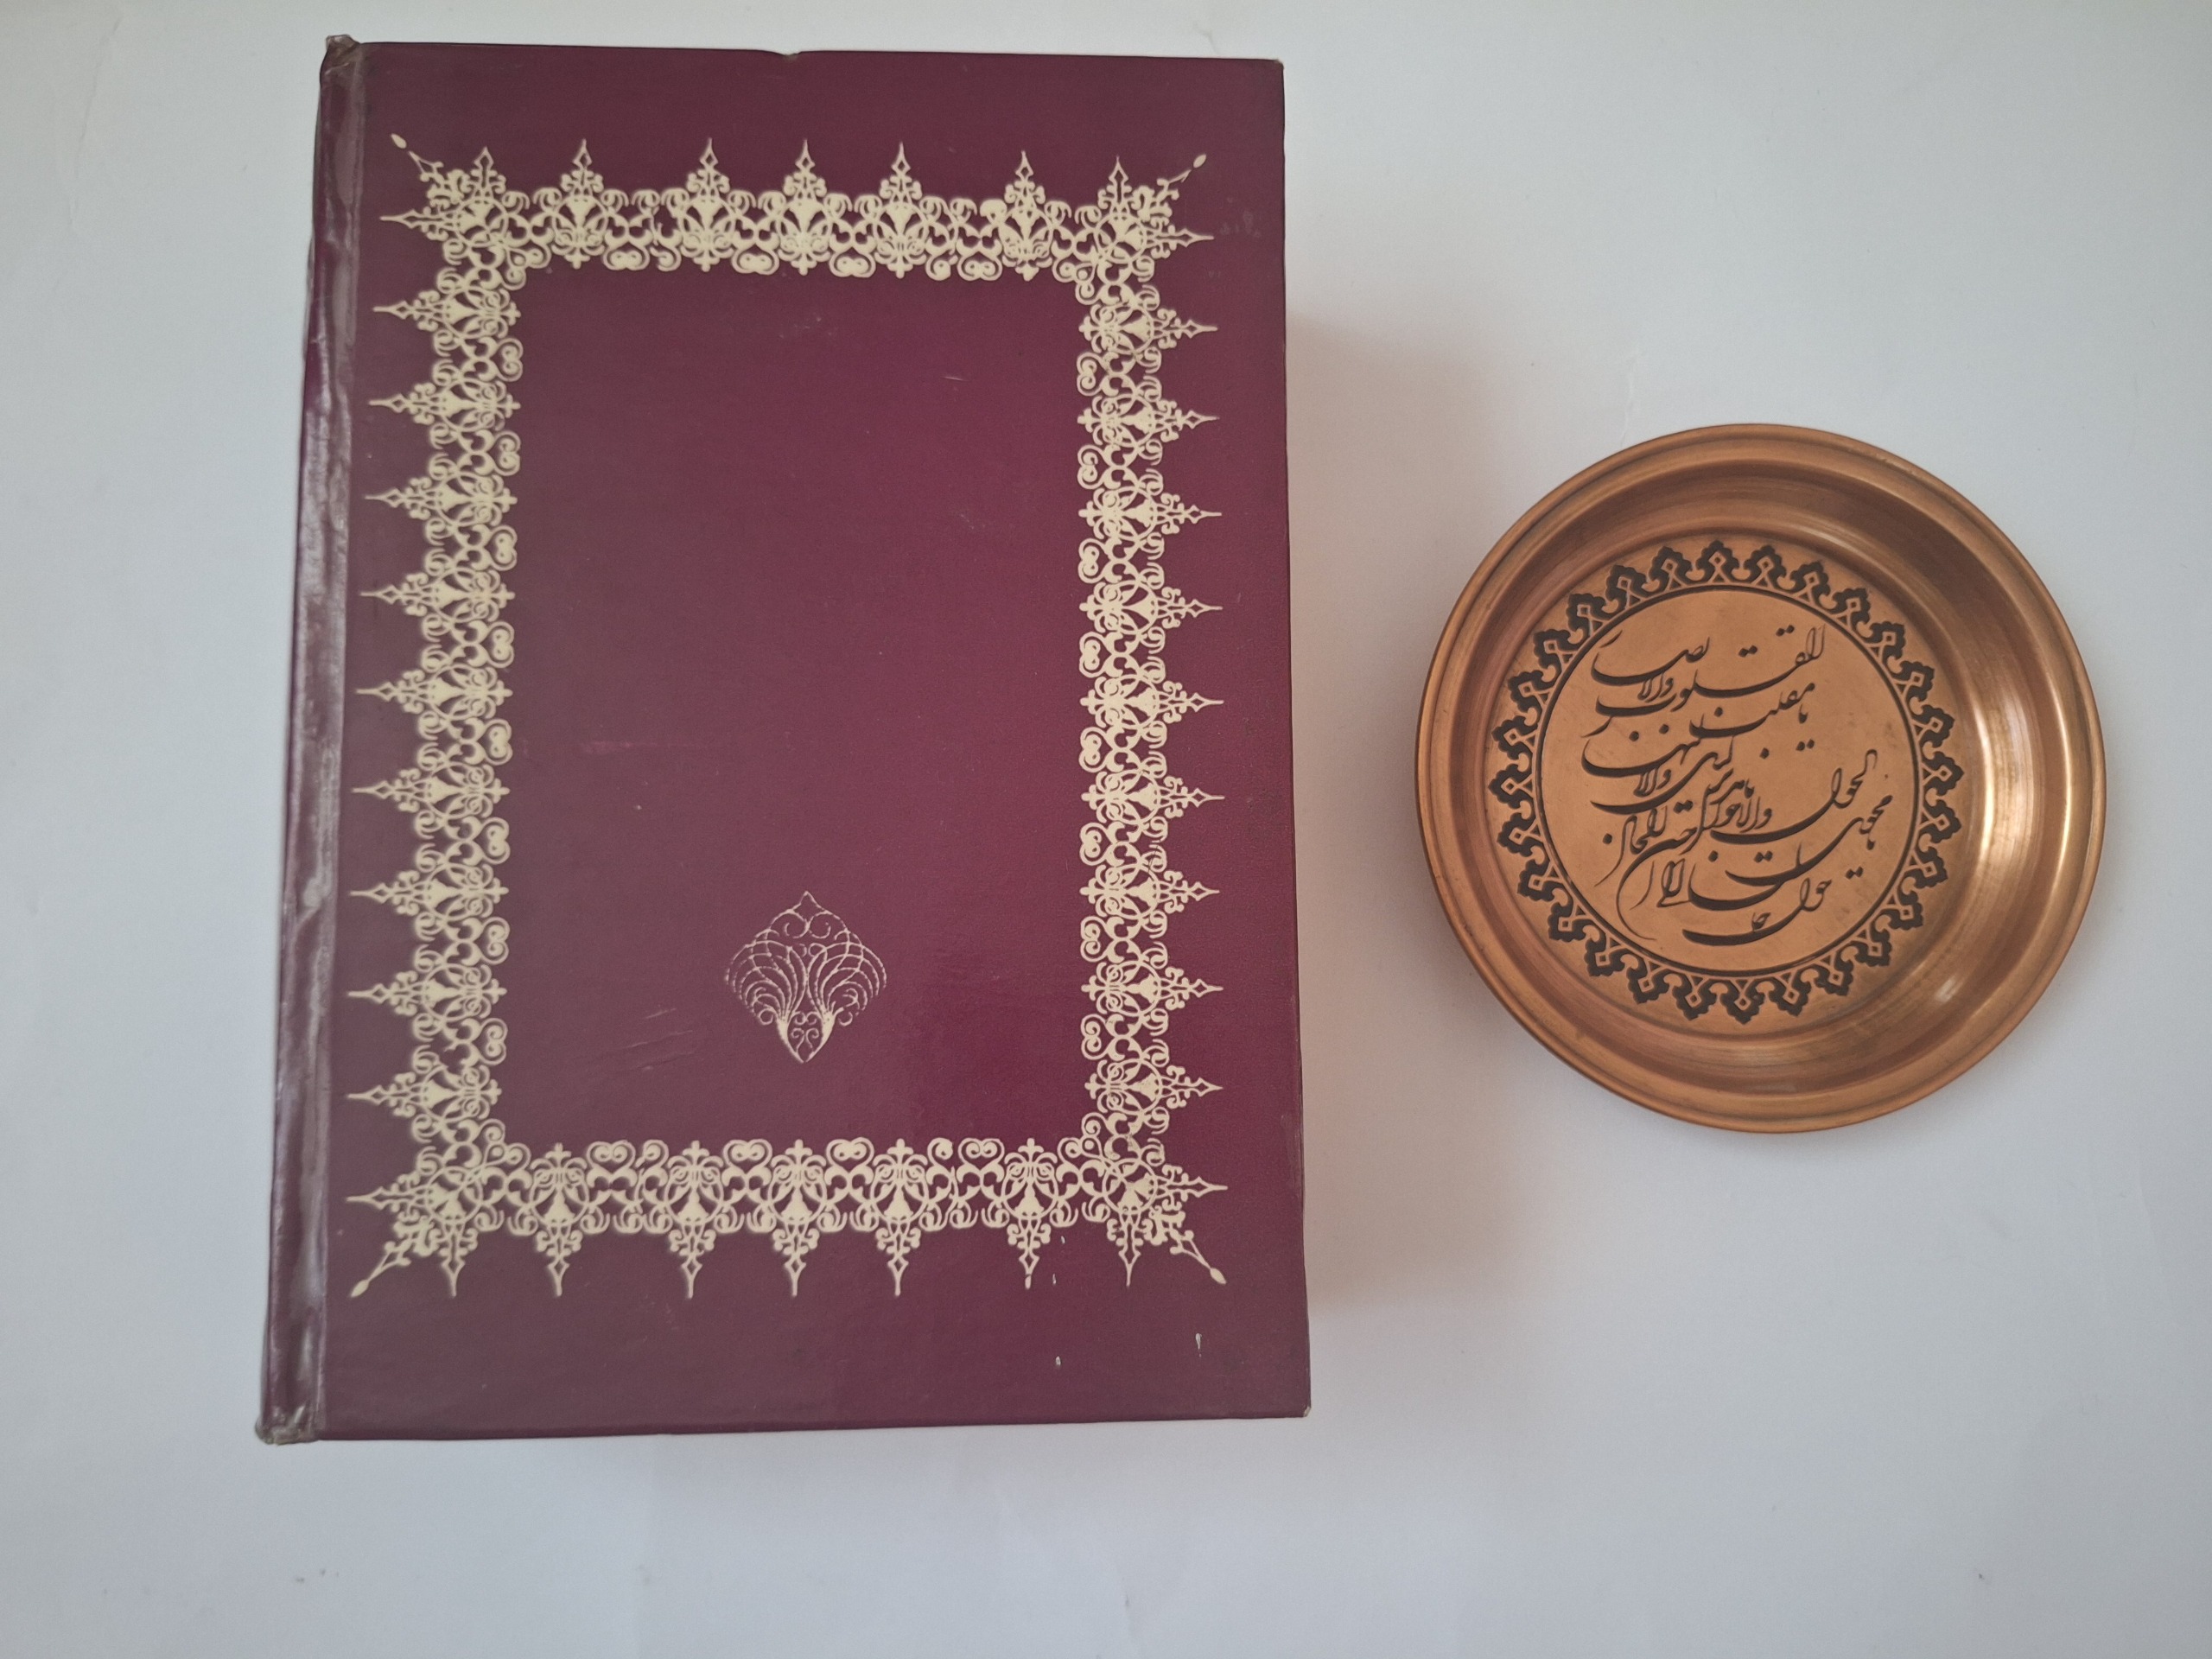 یا مقلب القلوب والابصار
یا مدبر اللیل والنهار
یا محول الحول والاحوال
حول حالنا الی احسن الحال